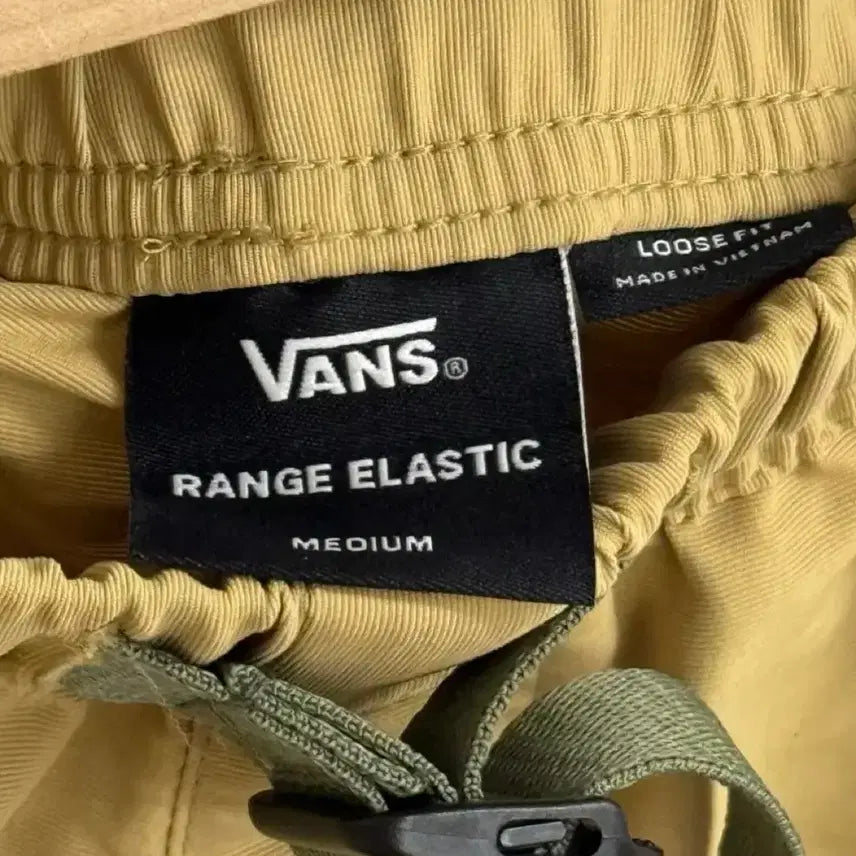 VANS®
RANGE ELASTIC
MEDIUM
LOOSE FIT
MADE IN VIETNAM